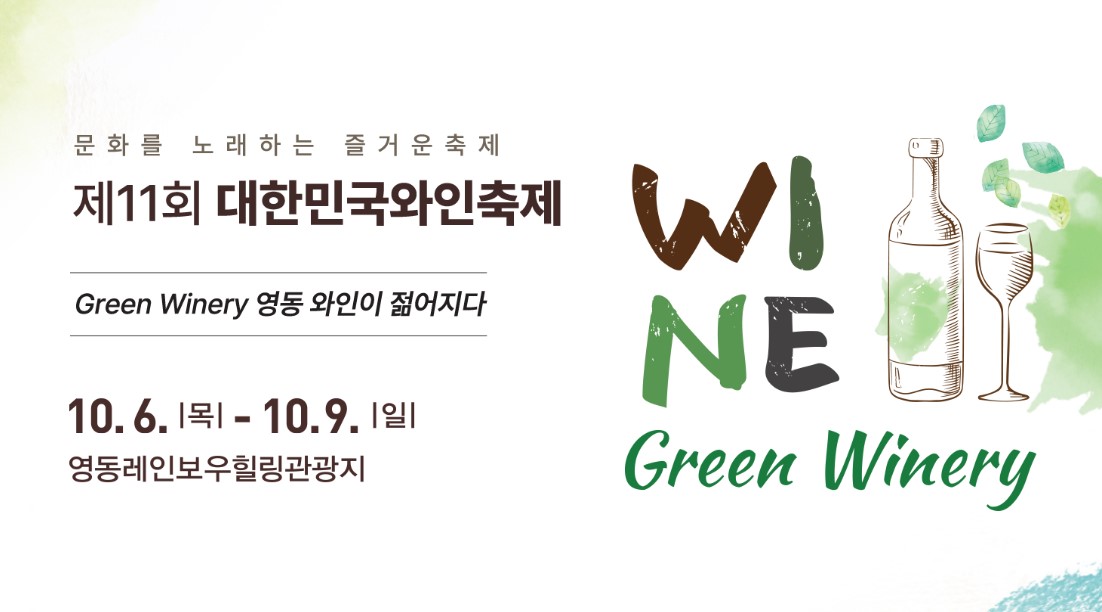 문화를 노래하는 즐거운축제
제11회 대한민국와인축제
Green Winery 영동 와인이 젊어지다
10. 6. |목| - 10. 9. |일|
영동레인보우힐링관광지
WI
NE
Green Winery